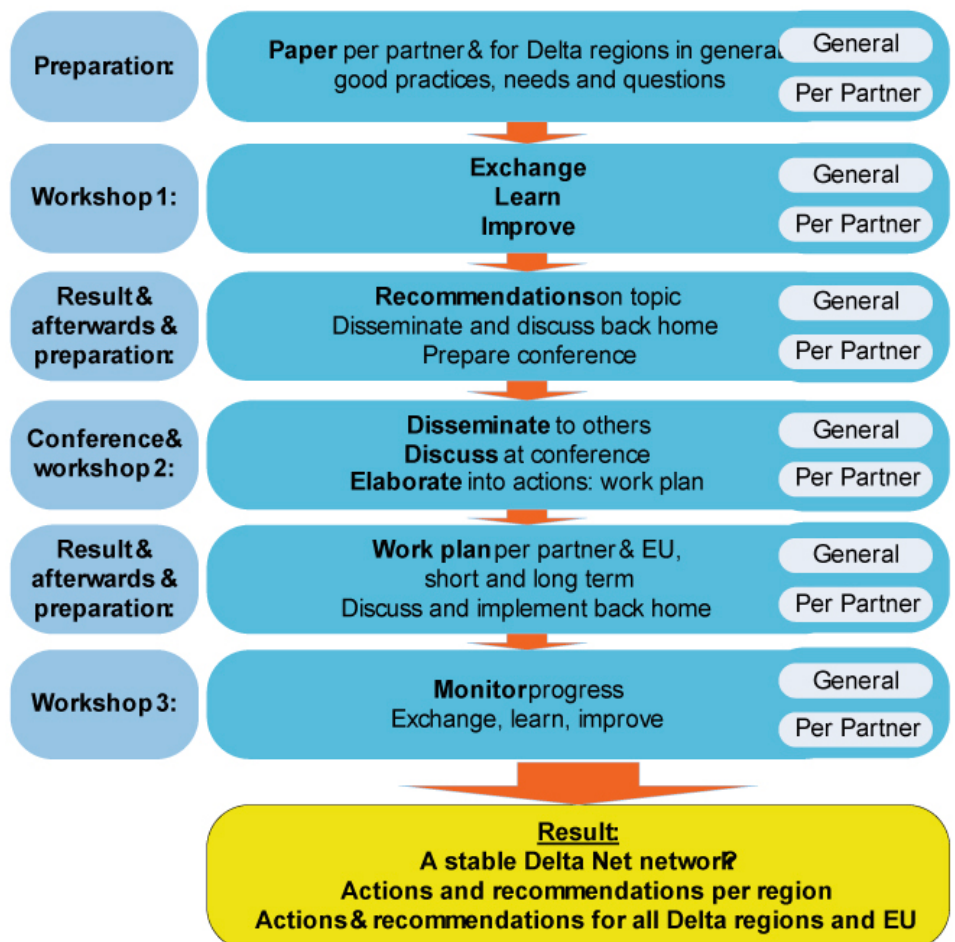 Preparation:
Paper per partner & for Delta regions in general
good practices, needs and questions
General
Per Partner
Workshop 1:
Exchange
Learn
Improve
General
Per Partner
Result &
afterwards &
preparation:
Recommendations on topic
Disseminate and discuss back home
Prepare conference
General
Per Partner
Conference &
workshop 2:
Disseminate to others
Discuss at conference
Elaborate into actions: work plan
General
Per Partner
Result &
afterwards &
preparation:
Work plan per partner & EU,
short and long term
Discuss and implement back home
General
Per Partner
Workshop 3:
Monitor progress
Exchange, learn, improve
General
Per Partner
Result:
A stable Delta Net network?
Actions and recommendations per region
Actions & recommendations for all Delta regions and EU